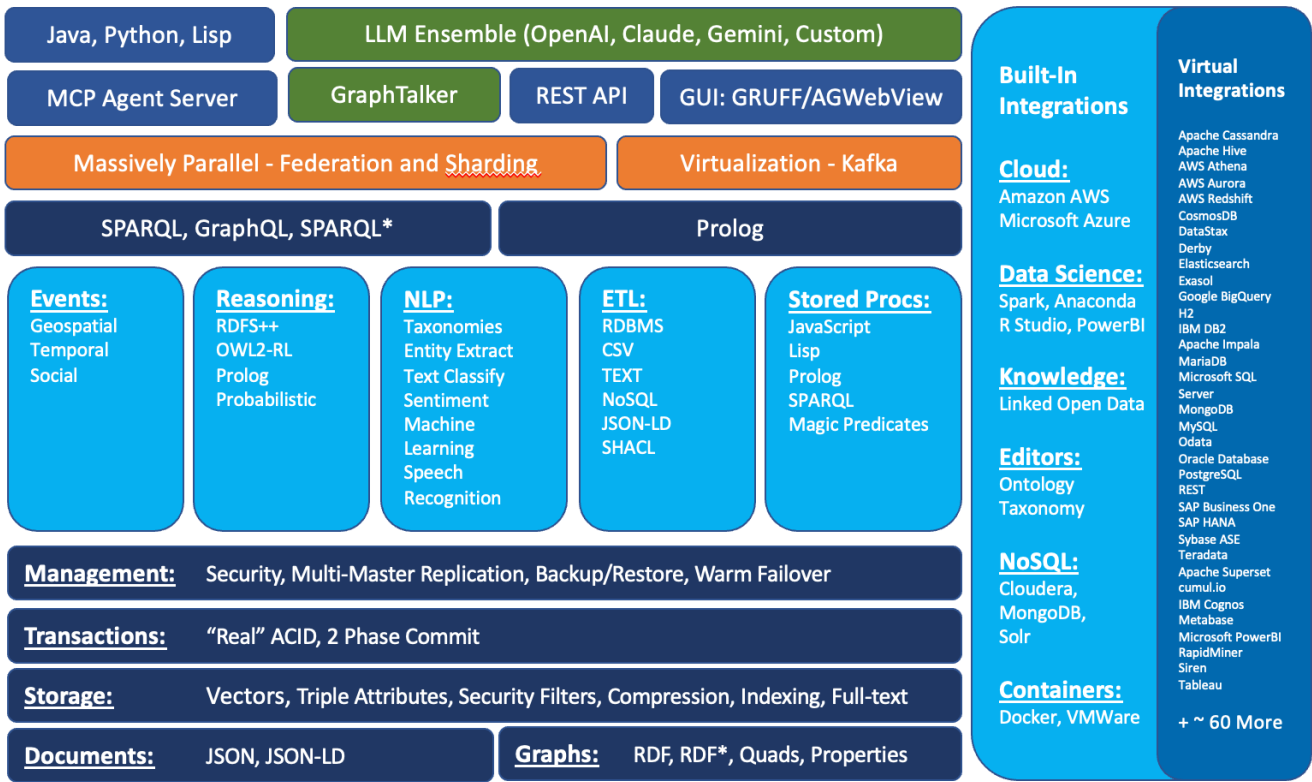 Java, Python, Lisp
LLM Ensemble (OpenAI, Claude, Gemini, Custom)
MCP Agent Server
GraphTalker
REST API
GUI: GRUFF/AGWebView
Massively Parallel - Federation and Sharding
Virtualization - Kafka
SPARQL, GraphQL, SPARQL*
Prolog
Events:
Geospatial
Temporal
Social
Reasoning:
RDFS++
OWL2-RL
Prolog
Probabilistic
NLP:
Taxonomies
Entity Extract
Text Classify
Sentiment
Machine
Learning
Speech
Recognition
ETL:
RDBMS
CSV
TEXT
NoSQL
JSON-LD
SHACL
Stored Procs:
JavaScript
Lisp
Prolog
SPARQL
Magic Predicates
Management: Security, Multi-Master Replication, Backup/Restore, Warm Failover
Transactions: “Real” ACID, 2 Phase Commit
Storage: Vectors, Triple Attributes, Security Filters, Compression, Indexing, Full-text
Documents: JSON, JSON-LD
Graphs: RDF, RDF*, Quads, Properties
Built-In
Integrations
Cloud:
Amazon AWS
Microsoft Azure
Data Science:
Spark, Anaconda
R Studio, PowerBI
Knowledge:
Linked Open Data
Editors:
Ontology
Taxonomy
NoSQL:
Cloudera,
MongoDB,
Solr
Containers:
Docker, VMWare
Virtual
Integrations
Apache Cassandra
Apache Hive
AWS Athena
AWS Aurora
AWS Redshift
CosmosDB
DataStax
Derby
Elasticsearch
Exasol
Google BigQuery
H2
IBM DB2
Apache Impala
MariaDB
Microsoft SQL
Server
MongoDB
MySQL
Odata
Oracle Database
PostgreSQL
REST
SAP Business One
SAP HANA
Sybase ASE
Teradata
Apache Superset
cumul.io
IBM Cognos
Metabase
Microsoft PowerBI
RapidMiner
Siren
Tableau
+ ~ 60 More